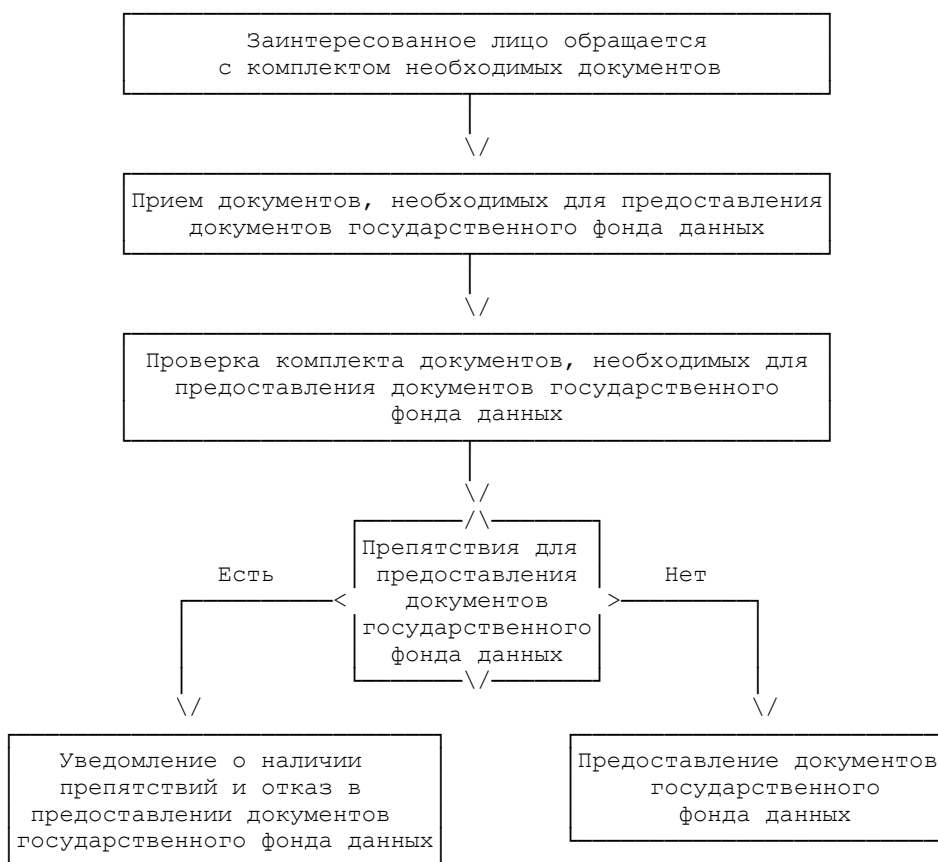 Заинтересованное лицо обращается
с комплектом необходимых документов
Прием документов, необходимых для предоставления
документов государственного фонда данных
Проверка комплекта документов, необходимых для
предоставления документов государственного
фонда данных
Препятствия для
предоставления
документов
государственного
фонда данных
Есть
Нет
Уведомление о наличии
препятствий и отказ в
предоставлении документов
государственного фонда данных
Предоставление документов
государственного
фонда данных